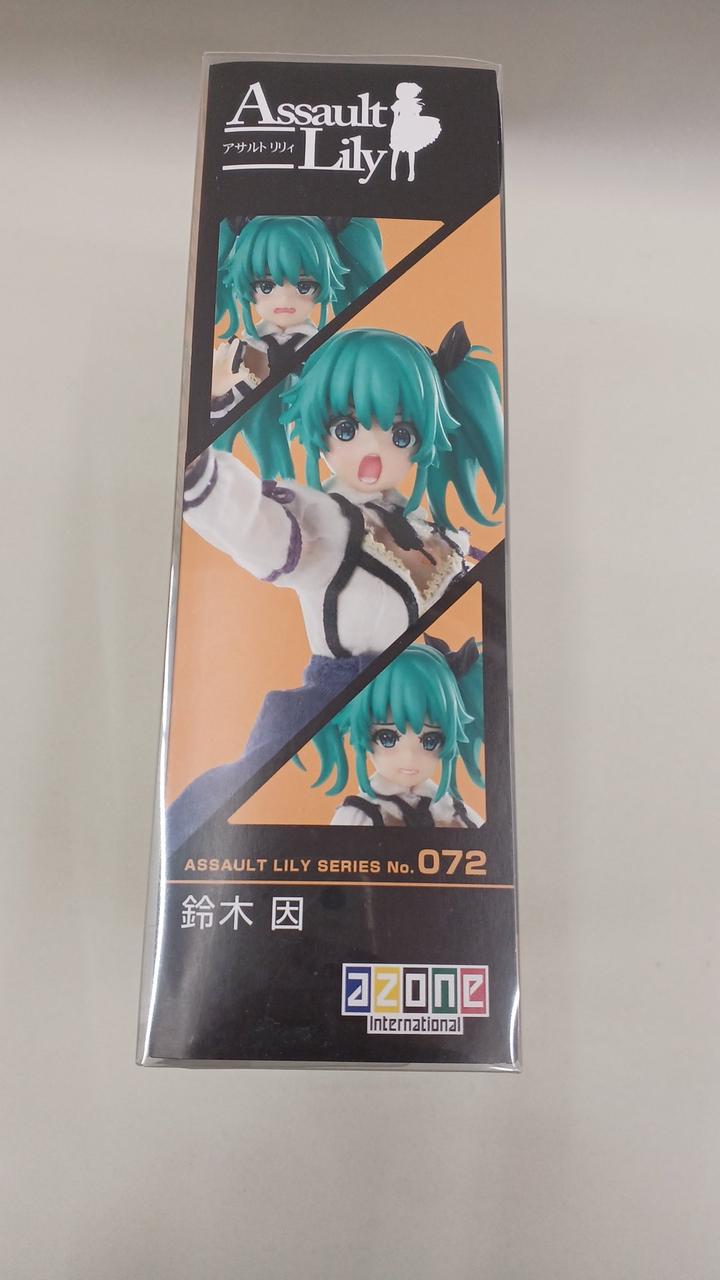 Assault
アサルトリリィ
Lily
ASSAULT LILY SERIES No.072
鈴木 因
azone
International